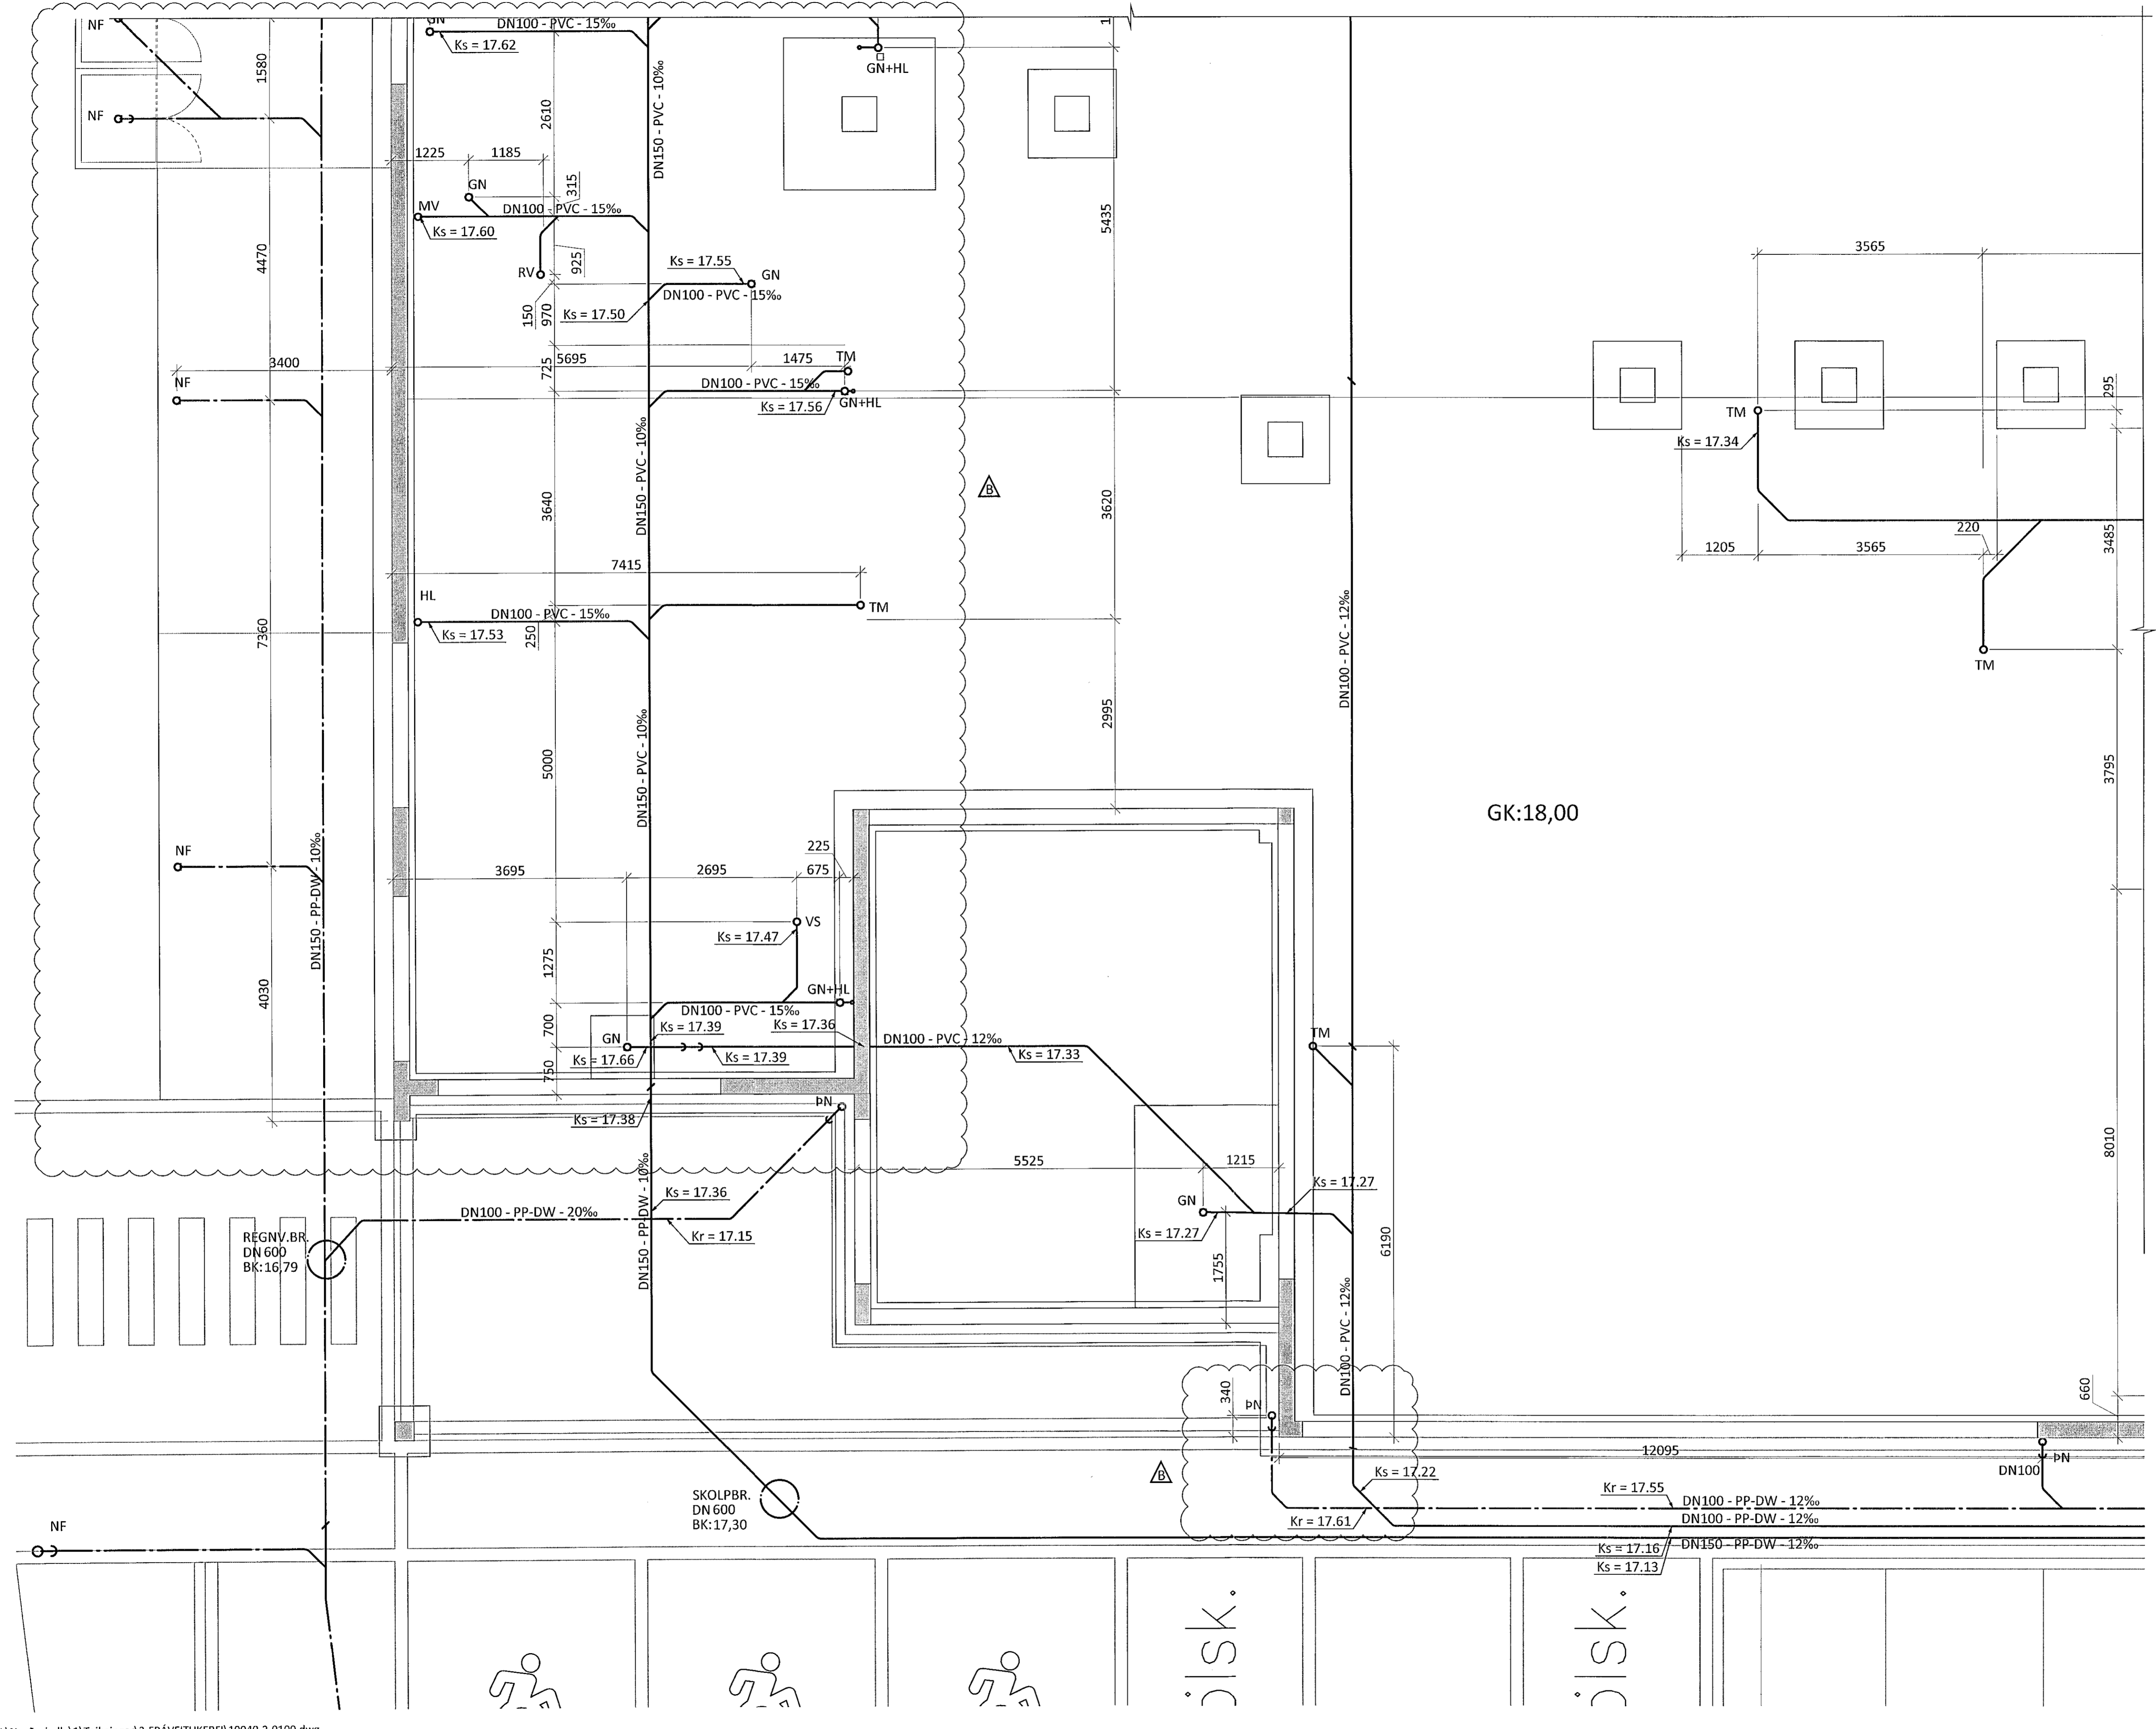 NF
GN
DN100 - PVC - 15‰
Ks = 17.62
1580
2610
DN150 - PVC - 10‰
GN+HL
1
NF
1225
1185
GN
315
MV
DN100 - PVC - 15‰
Ks = 17.60
5435
4470
RV
925
Ks = 17.55
GN
DN100 - PVC - 15‰
Ks = 17.50
150
970
3565
3400
5695
725
1475
TM
NF
DN100 - PVC - 15‰
Ks = 17.56
GN+HL
295
TM
Ks = 17.34
DN150 - PVC - 10‰
3640
B
3620
220
1205
3565
3485
7415
HL
DN100 - PVC - 15‰
TM
Ks = 17.53
250
7360
DN100 - PVC - 12‰
TM
2995
DN150 - PVC - 10‰
5000
3795
GK:18,00
225
NF
3695
2695
675
DN150 - PP-DW - 10‰
VS
Ks = 17.47
1275
4030
GN+HL
DN100 - PVC - 15‰
700
Ks = 17.39
Ks = 17.36
GN
DN100 - PVC - 12‰
TM
Ks = 17.66
Ks = 17.39
Ks = 17.33
750
ÞN
Ks = 17.38
8010
5525
1215
DN150 - PP-DW - 10‰
Ks = 17.36
Ks = 17.27
GN
DN100 - PP-DW - 20‰
Kr = 17.15
Ks = 17.27
REGNV.BR.
DN 600
BK:16,79
1755
6190
DN100 - PVC - 12‰
340
ÞN
660
12095
B
Ks = 17.22
DN100
ÞN
SKOLPBR.
DN 600
BK:17,30
Kr = 17.55
DN100 - PP-DW - 12‰
Kr = 17.61
DN100 - PP-DW - 12‰
NF
Ks = 17.16
DN150 - PP-DW - 12‰
Ks = 17.13